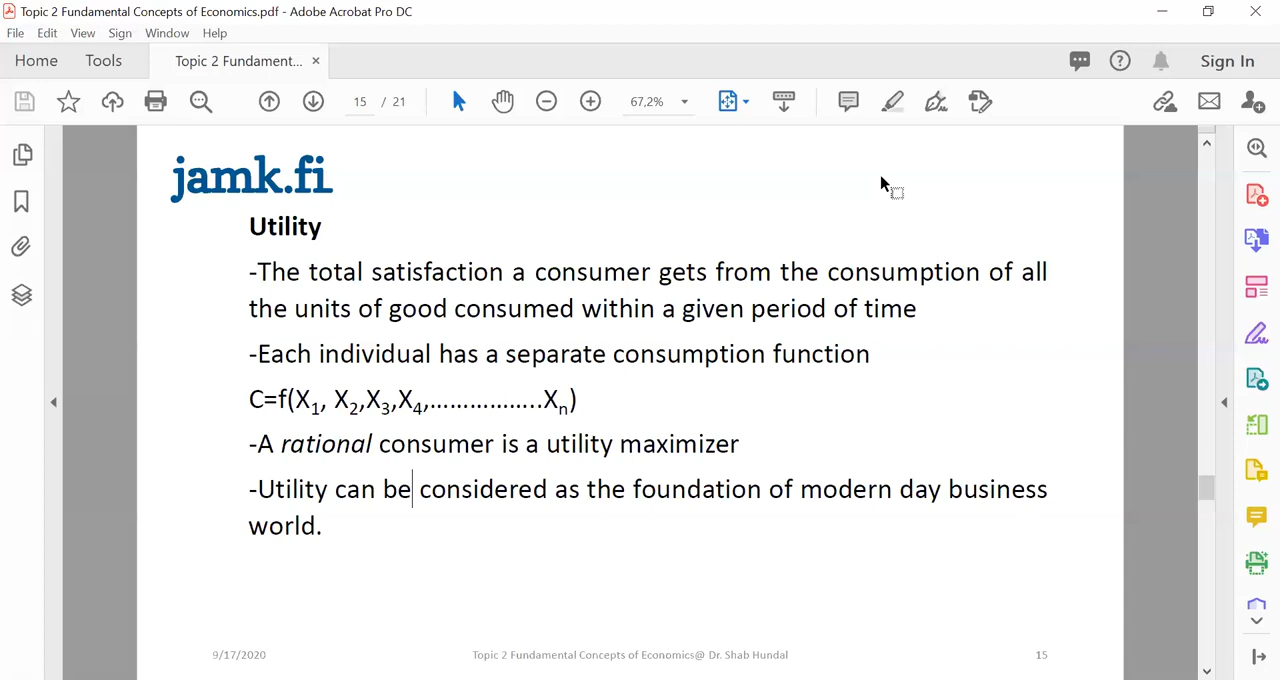 Topic 2 Fundamental Concepts of Economics.pdf - Adobe Acrobat Pro DC
File Edit View Sign Window Help
Home Tools Topic 2 Fundament... × Sign In
15 / 21 67,2%
jamk.fi
Utility
-The total satisfaction a consumer gets from the consumption of all
the units of good consumed within a given period of time
-Each individual has a separate consumption function
C=f(X₁, X₂,X₃,X₄,……………..Xₙ)
-A rational consumer is a utility maximizer
-Utility can be considered as the foundation of modern day business
world.
9/17/2020 Topic 2 Fundamental Concepts of Economics@ Dr. Shab Hundal 15